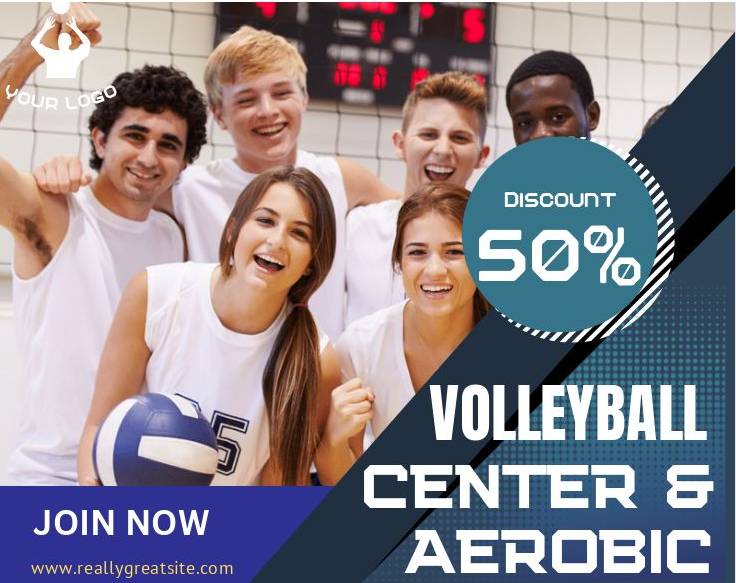 YOUR LOGO
DISCOUNT
50%
VOLLEYBALL
CENTER &
AEROBIC
JOIN NOW
www.reallygreatsite.com